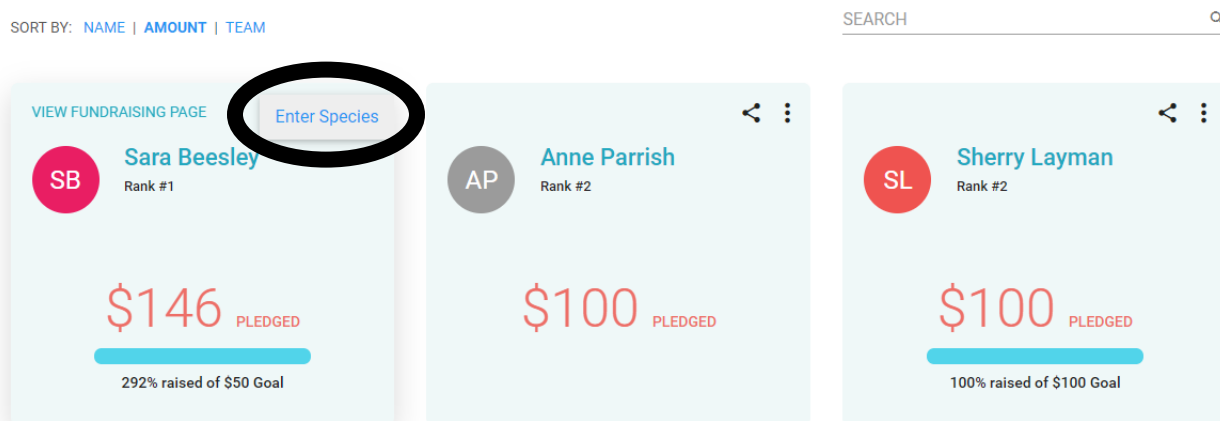 SORT BY: NAME | AMOUNT | TEAM
SEARCH
VIEW FUNDRAISING PAGE
Enter Species
SB
Sara Beesley
Rank #1
$146 PLEDGED
292% raised of $50 Goal
AP
Anne Parrish
Rank #2
$100 PLEDGED
SL
Sherry Layman
Rank #2
$100 PLEDGED
100% raised of $100 Goal